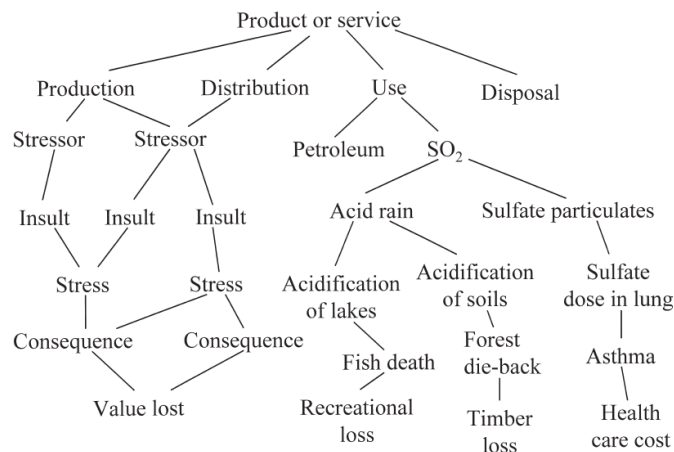 Product or service
Production
Distribution
Use
Disposal
Stressor
Stressor
Petroleum
SO₂
Insult
Insult
Insult
Acid rain
Sulfate particulates
Stress
Stress
Acidification
of lakes
Acidification
of soils
Sulfate
dose in lung
Consequence
Consequence
Fish death
Forest
die-back
Asthma
Value lost
Recreational
loss
Timber
loss
Health
care cost